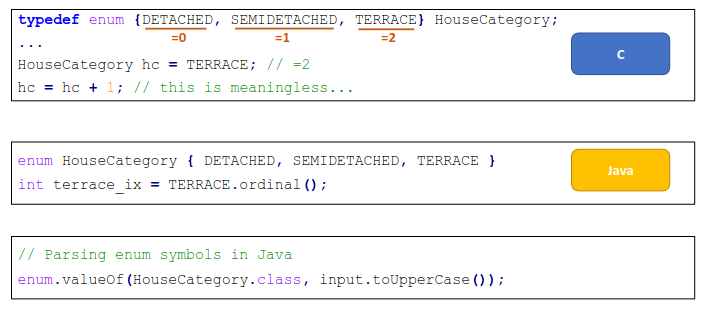 typedef enum {DETACHED, SEMIDETACHED, TERRACE} HouseCategory;
=0 =1 =2
...
HouseCategory hc = TERRACE; // =2
hc = hc + 1; // this is meaningless...
C
enum HouseCategory { DETACHED, SEMIDETACHED, TERRACE }
int terrace_ix = TERRACE.ordinal();
Java
// Parsing enum symbols in Java
enum.valueOf(HouseCategory.class, input.toUpperCase());